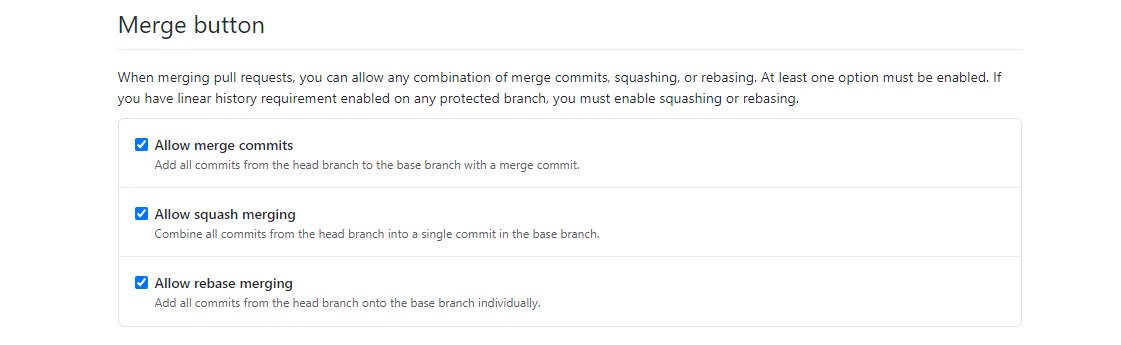 Merge button
When merging pull requests, you can allow any combination of merge commits, squashing, or rebasing. At least one option must be enabled. If
you have linear history requirement enabled on any protected branch, you must enable squashing or rebasing.
Allow merge commits
Add all commits from the head branch to the base branch with a merge commit.
Allow squash merging
Combine all commits from the head branch into a single commit in the base branch.
Allow rebase merging
Add all commits from the head branch onto the base branch individually.